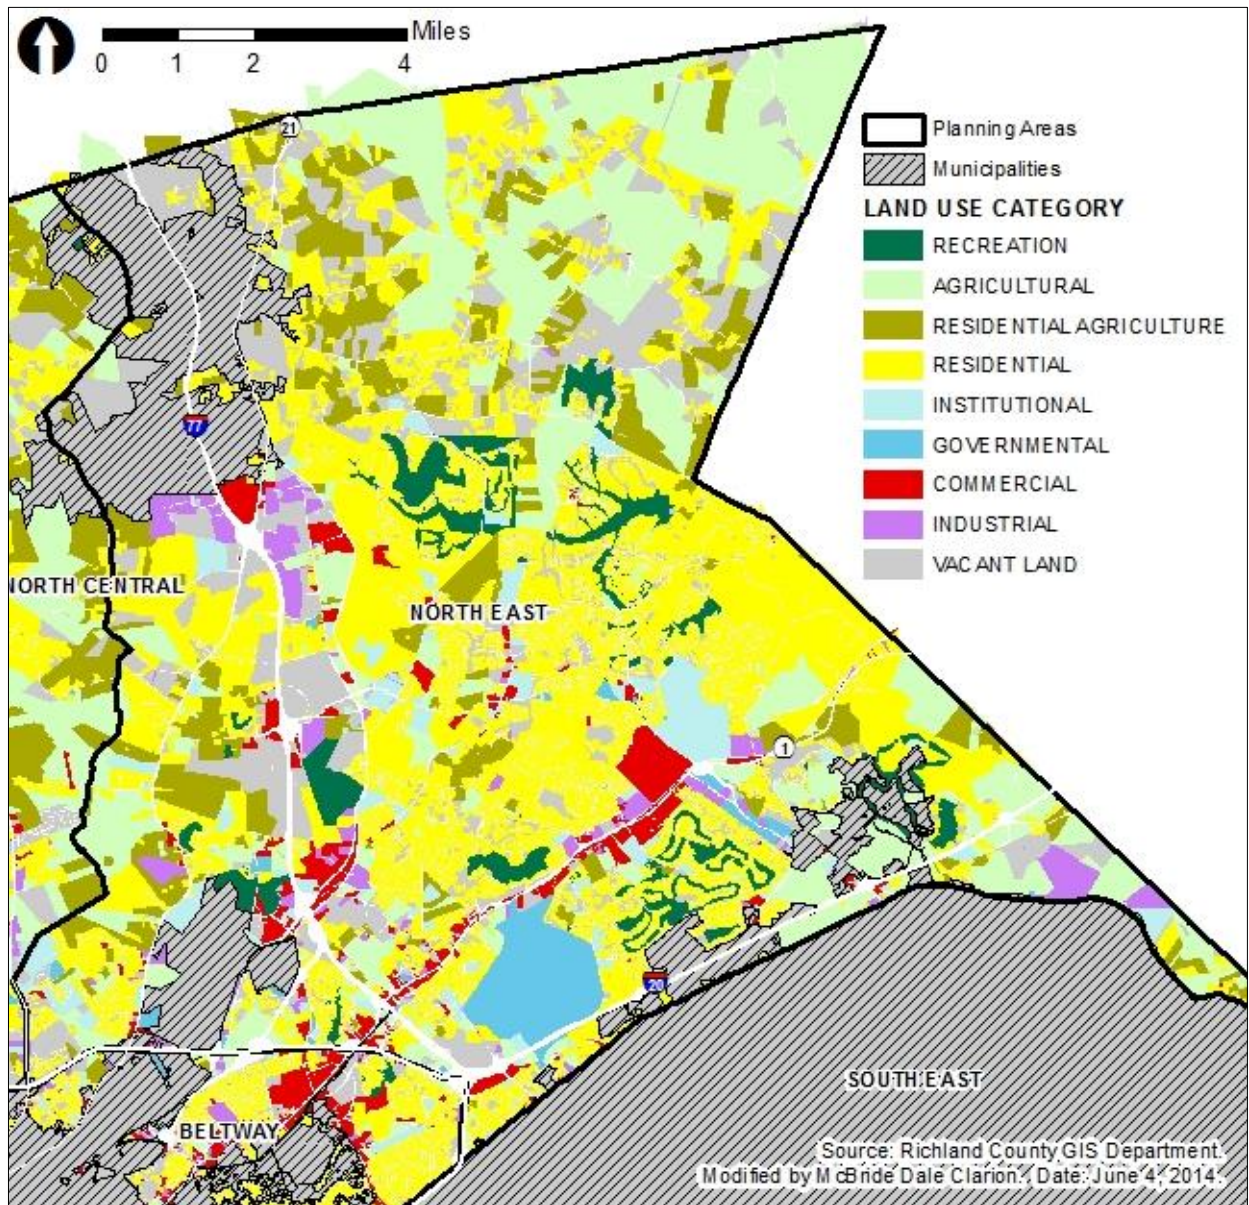 Miles
0 1 2 4
21
Planning Areas
Municipalities
LAND USE CATEGORY
RECREATION
AGRICULTURAL
RESIDENTIAL AGRICULTURE
RESIDENTIAL
INSTITUTIONAL
GOVERNMENTAL
COMMERCIAL
INDUSTRIAL
VACANT LAND
77
NORTH CENTRAL
NORTH EAST
1
20
SOUTH EAST
BELTWAY
Source: Richland County GIS Department.
Modified by McBride Dale Clarion. Date: June 4, 2014.